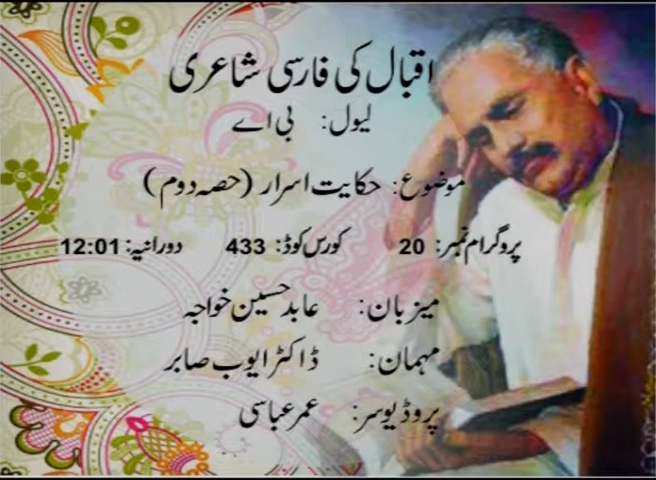 اقبال کی فارسی شاعری
لیول: بی اے
موضوع: حکایت اسرار (حصہ دوم)
پروگرام نمبر: 20 کورس کوڈ: 433 دورانیہ: 12:01
میزبان: عابد حسین خواجہ
مہمان: ڈاکٹر ایوب صابر
پروڈیوسر: عمر عباسی